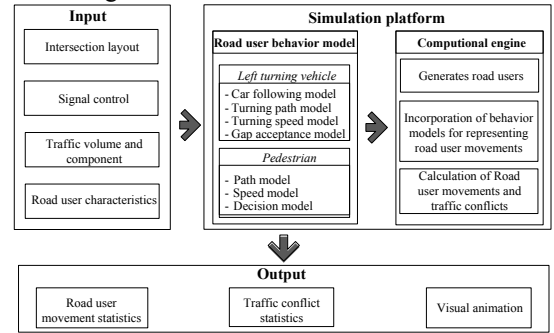 Input
Intersection layout
Signal control
Traffic volume and
component
Road user characteristics
Simulation platform
Road user behavior model
Left turning vehicle
- Car following model
- Turning path model
- Turning speed model
- Gap acceptance model
Pedestrian
- Path model
- Speed model
- Decision model
Computional engine
Generates road users
Incorporation of behavior
models for representing
road user movements
Calculation of Road
user movements and
traffic conflicts
Output
Road user
movement statistics
Traffic conflict
statistics
Visual animation